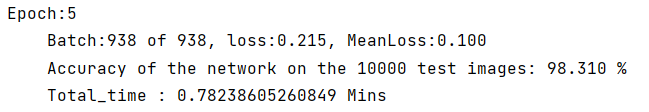 Epoch:5
Batch:938 of 938, loss:0.215, MeanLoss:0.100
Accuracy of the network on the 10000 test images: 98.310 %
Total_time : 0.78238605260849 Mins